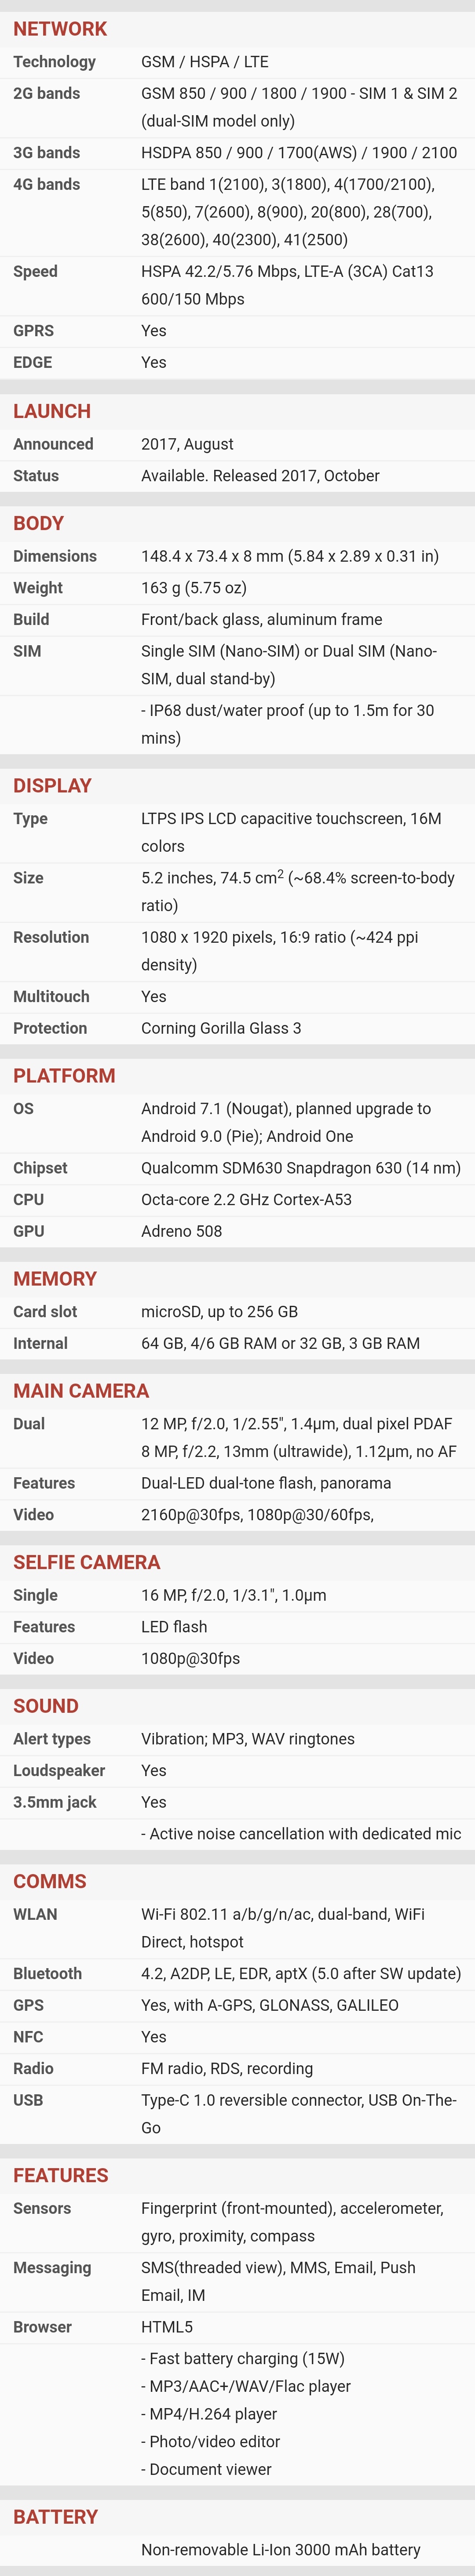 NETWORK
Technology GSM / HSPA / LTE
2G bands GSM 850 / 900 / 1800 / 1900 - SIM 1 & SIM 2
(dual-SIM model only)
3G bands HSDPA 850 / 900 / 1700(AWS) / 1900 / 2100
4G bands LTE band 1(2100), 3(1800), 4(1700/2100),
5(850), 7(2600), 8(900), 20(800), 28(700),
38(2600), 40(2300), 41(2500)
Speed HSPA 42.2/5.76 Mbps, LTE-A (3CA) Cat13
600/150 Mbps
GPRS Yes
EDGE Yes
LAUNCH
Announced 2017, August
Status Available. Released 2017, October
BODY
Dimensions 148.4 x 73.4 x 8 mm (5.84 x 2.89 x 0.31 in)
Weight 163 g (5.75 oz)
Build Front/back glass, aluminum frame
SIM Single SIM (Nano-SIM) or Dual SIM (Nano-
SIM, dual stand-by)
- IP68 dust/water proof (up to 1.5m for 30
mins)
DISPLAY
Type LTPS IPS LCD capacitive touchscreen, 16M
colors
Size 5.2 inches, 74.5 cm² (~68.4% screen-to-body
ratio)
Resolution 1080 x 1920 pixels, 16:9 ratio (~424 ppi
density)
Multitouch Yes
Protection Corning Gorilla Glass 3
PLATFORM
OS Android 7.1 (Nougat), planned upgrade to
Android 9.0 (Pie); Android One
Chipset Qualcomm SDM630 Snapdragon 630 (14 nm)
CPU Octa-core 2.2 GHz Cortex-A53
GPU Adreno 508
MEMORY
Card slot microSD, up to 256 GB
Internal 64 GB, 4/6 GB RAM or 32 GB, 3 GB RAM
MAIN CAMERA
Dual 12 MP, f/2.0, 1/2.55", 1.4µm, dual pixel PDAF
8 MP, f/2.2, 13mm (ultrawide), 1.12µm, no AF
Features Dual-LED dual-tone flash, panorama
Video 2160p@30fps, 1080p@30/60fps,
SELFIE CAMERA
Single 16 MP, f/2.0, 1/3.1", 1.0µm
Features LED flash
Video 1080p@30fps
SOUND
Alert types Vibration; MP3, WAV ringtones
Loudspeaker Yes
3.5mm jack Yes
- Active noise cancellation with dedicated mic
COMMS
WLAN Wi-Fi 802.11 a/b/g/n/ac, dual-band, WiFi
Direct, hotspot
Bluetooth 4.2, A2DP, LE, EDR, aptX (5.0 after SW update)
GPS Yes, with A-GPS, GLONASS, GALILEO
NFC Yes
Radio FM radio, RDS, recording
USB Type-C 1.0 reversible connector, USB On-The-
Go
FEATURES
Sensors Fingerprint (front-mounted), accelerometer,
gyro, proximity, compass
Messaging SMS(threaded view), MMS, Email, Push
Email, IM
Browser HTML5
- Fast battery charging (15W)
- MP3/AAC+/WAV/Flac player
- MP4/H.264 player
- Photo/video editor
- Document viewer
BATTERY
Non-removable Li-Ion 3000 mAh battery